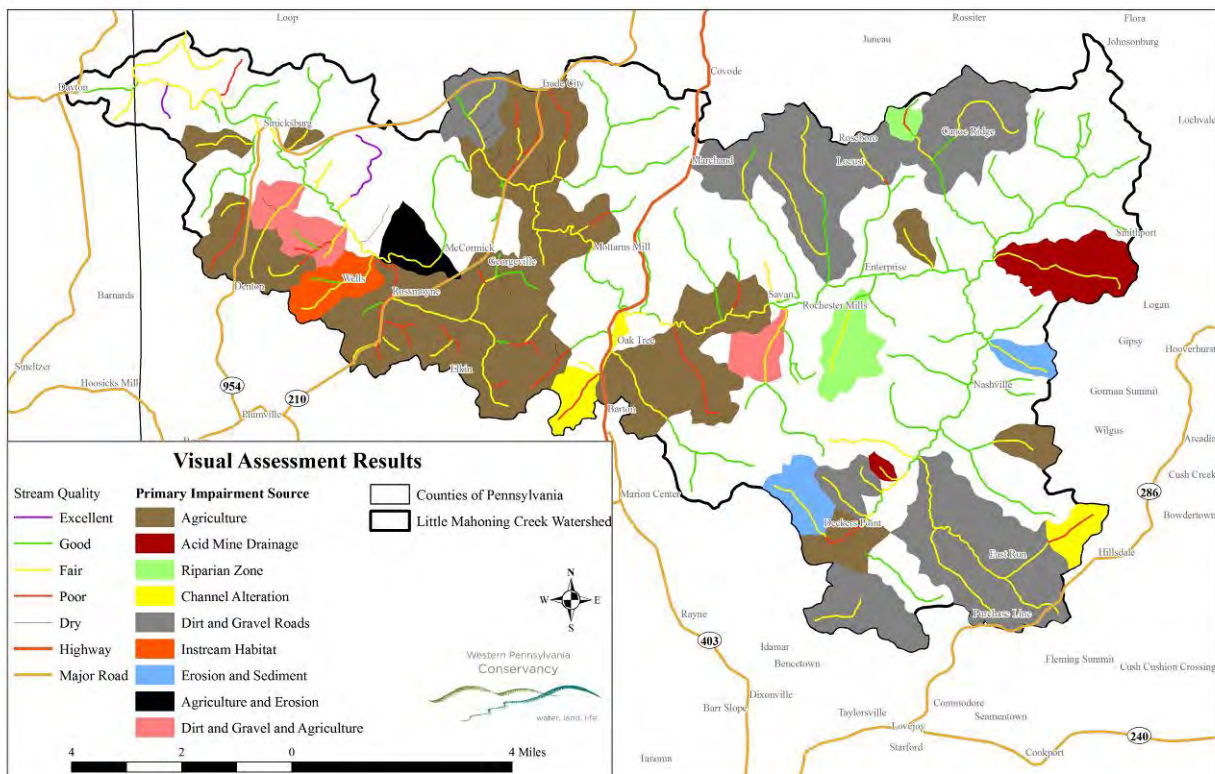 Loop
Rossiter
Flora
Juneau
Johnsonburg
Covode
Dayton
Trade City
Lochvale
Smicksburg
Rossboro
Canoe Ridge
Marchand
Locust
Smithport
McCormick
Mottarns Mill
Georgeville
Enterprise
Wells
Denton
Rossmoyne
Barnards
Savan
Rochester Mills
Logan
Oak Tree
Gipsy
Hooverhurst
Smeltzer
Elkin
Hoosicks Mill
954
210
Nashville
Gorman Summit
Plumville
Barton
Wilgus
Arcadia
Cush Creek
286
Marion Center
Bowdertown
Deckers Point
East Run
Hillsdale
Purchase Line
Rayne
403
Idamar
Bencetown
Fleming Summit
Cush Cushion Crossing
Dixonville
Barr Slope
Commodore
Taylorsville
Seamentown
Lovejoy
Starford
Cookport
240
Tanoma
Visual Assessment Results
Stream Quality
Excellent
Good
Fair
Poor
Dry
Highway
Major Road
Primary Impairment Source
Agriculture
Acid Mine Drainage
Riparian Zone
Channel Alteration
Dirt and Gravel Roads
Instream Habitat
Erosion and Sediment
Agriculture and Erosion
Dirt and Gravel and Agriculture
Counties of Pennsylvania
Little Mahoning Creek Watershed
N
W E
S
Western Pennsylvania
Conservancy
water, land, life.
4 2 0 4 Miles